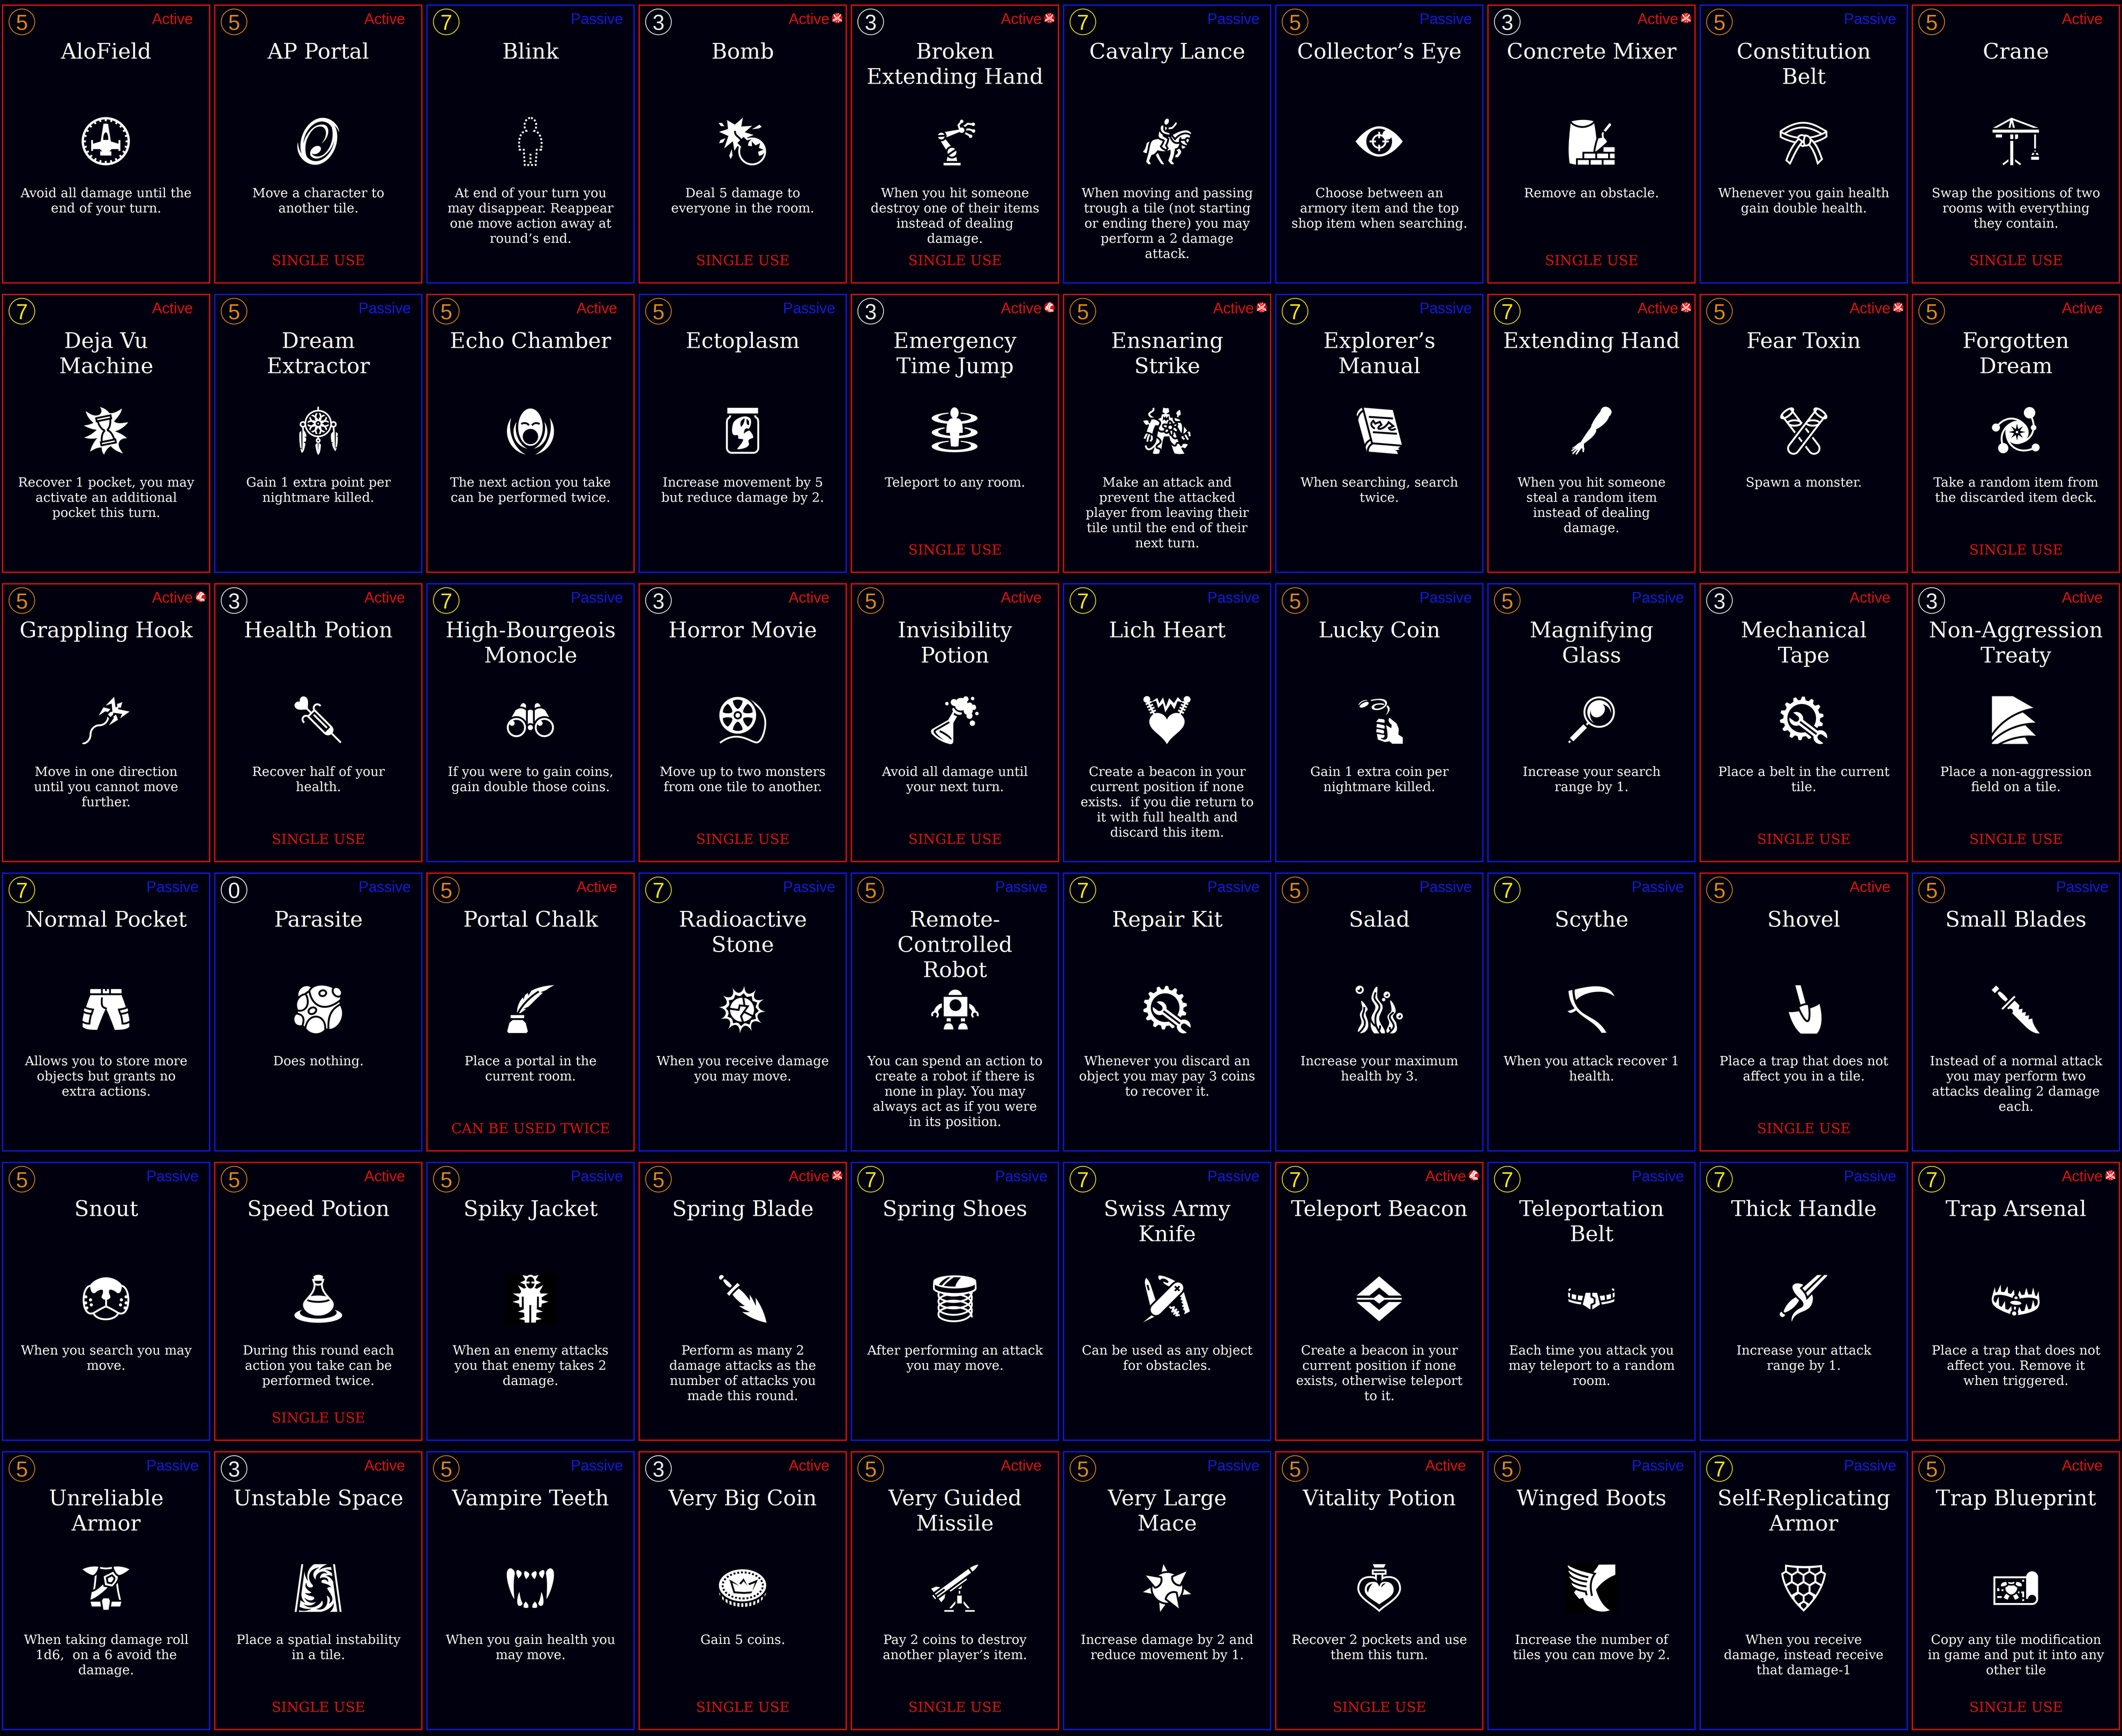 5 Active
AloField
Avoid all damage until the
end of your turn.
5 Active
AP Portal
Move a character to
another tile.
SINGLE USE
7 Passive
Blink
At end of your turn you
may disappear. Reappear
one move action away at
round’s end.
3 Active
Bomb
Deal 5 damage to
everyone in the room.
SINGLE USE
3 Active
Broken
Extending Hand
When you hit someone
destroy one of their items
instead of dealing
damage.
SINGLE USE
7 Passive
Cavalry Lance
When moving and passing
trough a tile (not starting
or ending there) you may
perform a 2 damage
attack.
5 Passive
Collector’s Eye
Choose between an
armory item and the top
shop item when searching.
3 Active
Concrete Mixer
Remove an obstacle.
SINGLE USE
5 Passive
Constitution
Belt
Whenever you gain health
gain double health.
5 Active
Crane
Swap the positions of two
rooms with everything
they contain.
SINGLE USE
7 Active
Deja Vu
Machine
Recover 1 pocket, you may
activate an additional
pocket this turn.
5 Passive
Dream
Extractor
Gain 1 extra point per
nightmare killed.
5 Active
Echo Chamber
The next action you take
can be performed twice.
5 Passive
Ectoplasm
Increase movement by 5
but reduce damage by 2.
3 Active
Emergency
Time Jump
Teleport to any room.
SINGLE USE
5 Active
Ensnaring
Strike
Make an attack and
prevent the attacked
player from leaving their
tile until the end of their
next turn.
7 Passive
Explorer’s
Manual
When searching, search
twice.
7 Active
Extending Hand
When you hit someone
steal a random item
instead of dealing
damage.
5 Active
Fear Toxin
Spawn a monster.
5 Active
Forgotten
Dream
Take a random item from
the discarded item deck.
SINGLE USE
5 Active
Grappling Hook
Move in one direction
until you cannot move
further.
3 Active
Health Potion
Recover half of your
health.
SINGLE USE
7 Passive
High-Bourgeois
Monocle
If you were to gain coins,
gain double those coins.
3 Active
Horror Movie
Move up to two monsters
from one tile to another.
SINGLE USE
5 Active
Invisibility
Potion
Avoid all damage until
your next turn.
SINGLE USE
7 Passive
Lich Heart
Create a beacon in your
current position if none
exists.  if you die return to
it with full health and
discard this item.
5 Passive
Lucky Coin
Gain 1 extra coin per
nightmare killed.
5 Passive
Magnifying
Glass
Increase your search
range by 1.
3 Active
Mechanical
Tape
Place a belt in the current
tile.
SINGLE USE
3 Active
Non-Aggression
Treaty
Place a non-aggression
field on a tile.
SINGLE USE
7 Passive
Normal Pocket
Allows you to store more
objects but grants no
extra actions.
0 Passive
Parasite
Does nothing.
5 Active
Portal Chalk
Place a portal in the
current room.
CAN BE USED TWICE
7 Passive
Radioactive
Stone
When you receive damage
you may move.
5 Passive
Remote-
Controlled
Robot
You can spend an action to
create a robot if there is
none in play. You may
always act as if you were
in its position.
7 Passive
Repair Kit
Whenever you discard an
object you may pay 3 coins
to recover it.
5 Passive
Salad
Increase your maximum
health by 3.
7 Passive
Scythe
When you attack recover 1
health.
5 Active
Shovel
Place a trap that does not
affect you in a tile.
SINGLE USE
5 Passive
Small Blades
Instead of a normal attack
you may perform two
attacks dealing 2 damage
each.
5 Passive
Snout
When you search you may
move.
5 Active
Speed Potion
During this round each
action you take can be
performed twice.
SINGLE USE
5 Passive
Spiky Jacket
When an enemy attacks
you that enemy takes 2
damage.
5 Active
Spring Blade
Perform as many 2
damage attacks as the
number of attacks you
made this round.
7 Passive
Spring Shoes
After performing an attack
you may move.
7 Passive
Swiss Army
Knife
Can be used as any object
for obstacles.
7 Active
Teleport Beacon
Create a beacon in your
current position if none
exists, otherwise teleport
to it.
7 Passive
Teleportation
Belt
Each time you attack you
may teleport to a random
room.
7 Passive
Thick Handle
Increase your attack
range by 1.
7 Active
Trap Arsenal
Place a trap that does not
affect you. Remove it
when triggered.
5 Passive
Unreliable
Armor
When taking damage roll
1d6,  on a 6 avoid the
damage.
3 Active
Unstable Space
Place a spatial instability
in a tile.
SINGLE USE
5 Passive
Vampire Teeth
When you gain health you
may move.
3 Active
Very Big Coin
Gain 5 coins.
SINGLE USE
5 Active
Very Guided
Missile
Pay 2 coins to destroy
another player’s item.
SINGLE USE
5 Passive
Very Large
Mace
Increase damage by 2 and
reduce movement by 1.
5 Active
Vitality Potion
Recover 2 pockets and use
them this turn.
SINGLE USE
5 Passive
Winged Boots
Increase the number of
tiles you can move by 2.
7 Passive
Self-Replicating
Armor
When you receive
damage, instead receive
that damage-1
5 Active
Trap Blueprint
Copy any tile modification
in game and put it into any
other tile
SINGLE USE